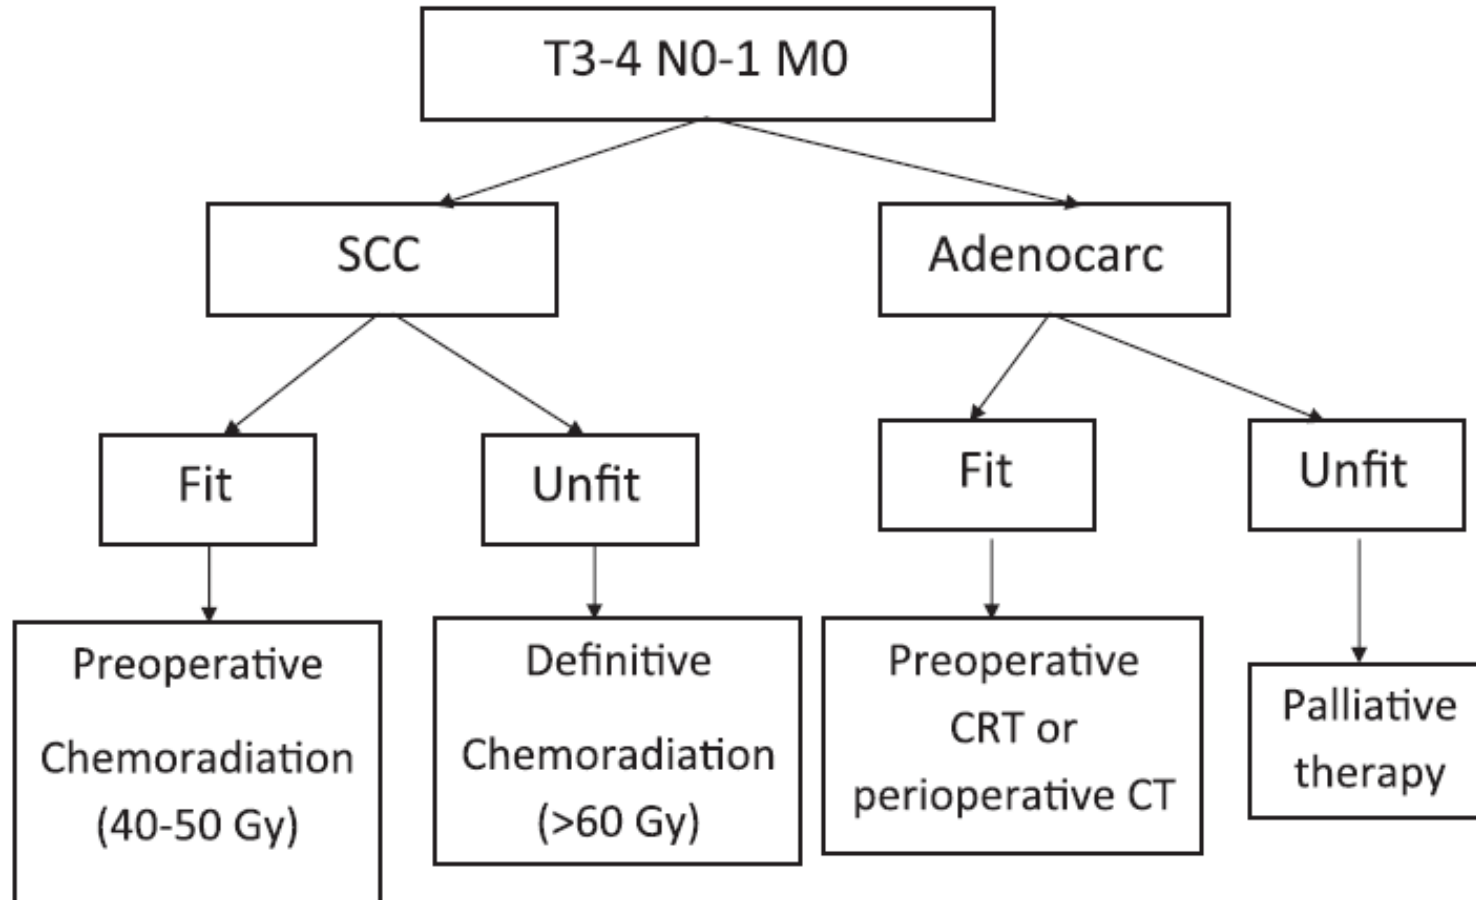 T3-4 N0-1 M0
SCC
Adenocarc
Fit
Unfit
Fit
Unfit
Preoperative
Chemoradiation
(40-50 Gy)
Definitive
Chemoradiation
(>60 Gy)
Preoperative
CRT or
perioperative CT
Palliative
therapy